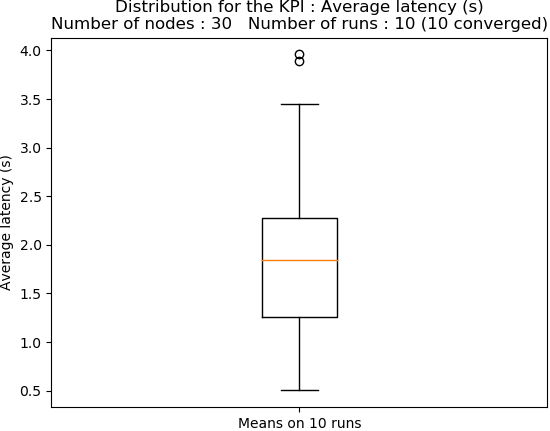 Distribution for the KPI : Average latency (s)
Number of nodes : 30   Number of runs : 10 (10 converged)
Average latency (s)
4.0
3.5
3.0
2.5
2.0
1.5
1.0
0.5
Means on 10 runs